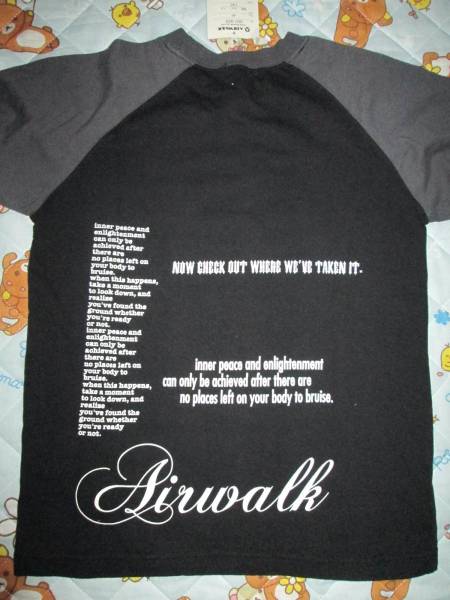 AIRWALK
inner peace and
enlightenment
can only be
achieved after
there are
no places left on
your body to
bruise.
when this happens,
take a moment
to look down, and
realise
you've found the
ground whether
you're ready
or not.
inner peace and
enlightenment
can only be
achieved after
there are
no places left on
your body to
bruise.
when this happens,
take a moment
to look down, and
realise
you've found the
ground whether
you're ready
or not.
NOW CHECK OUT WHERE WE'VE TAKEN IT.
inner peace and enlightenment
can only be achieved after there are
no places left on your body to bruise.
Airwalk